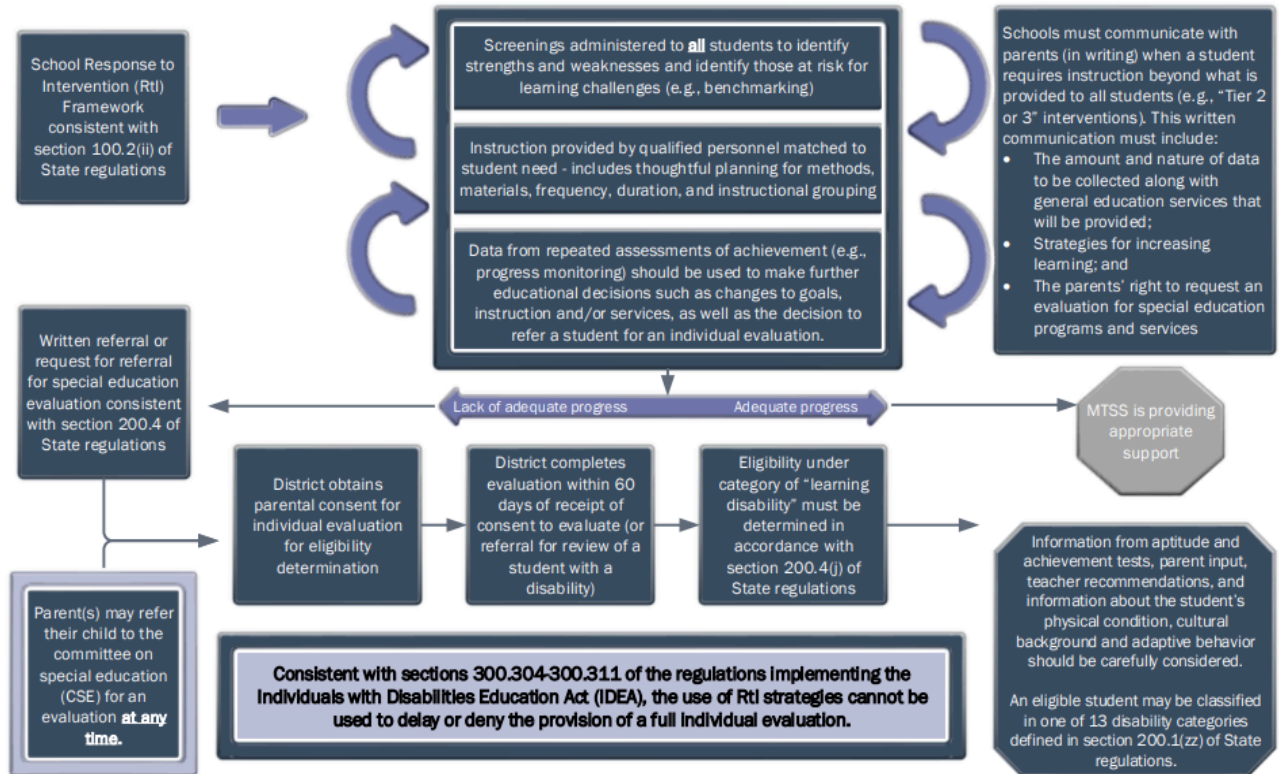 School Response to
Intervention (RtI)
Framework
consistent with
section 100.2(ii) of
State regulations
Screenings administered to all students to identify
strengths and weaknesses and identify those at risk for
learning challenges (e.g., benchmarking)
Instruction provided by qualified personnel matched to
student need - includes thoughtful planning for methods,
materials, frequency, duration, and instructional grouping
Data from repeated assessments of achievement (e.g.,
progress monitoring) should be used to make further
educational decisions such as changes to goals,
instruction and/or services, as well as the decision to
refer a student for an individual evaluation.
Schools must communicate with
parents (in writing) when a student
requires instruction beyond what is
provided to all students (e.g., “Tier 2
or 3” interventions). This written
communication must include:
• The amount and nature of data
to be collected along with
general education services that
will be provided;
• Strategies for increasing
learning; and
• The parents’ right to request an
evaluation for special education
programs and services
Lack of adequate progress
Adequate progress
MTSS is providing
appropriate
support
Written referral or
request for referral
for special education
evaluation consistent
with section 200.4 of
State regulations
Parent(s) may refer
their child to the
committee on
special education
(CSE) for an
evaluation at any
time.
District obtains
parental consent for
individual evaluation
for eligibility
determination
District completes
evaluation within 60
days of receipt of
consent to evaluate (or
referral for review of a
student with a
disability)
Eligibility under
category of “learning
disability” must be
determined in
accordance with
section 200.4(j) of
State regulations
Information from aptitude and
achievement tests, parent input,
teacher recommendations, and
information about the student’s
physical condition, cultural
background and adaptive behavior
should be carefully considered.
An eligible student may be classified
in one of 13 disability categories
defined in section 200.1(zz) of State
regulations.
Consistent with sections 300.304-300.311 of the regulations implementing the
Individuals with Disabilities Education Act (IDEA), the use of RtI strategies cannot be
used to delay or deny the provision of a full individual evaluation.